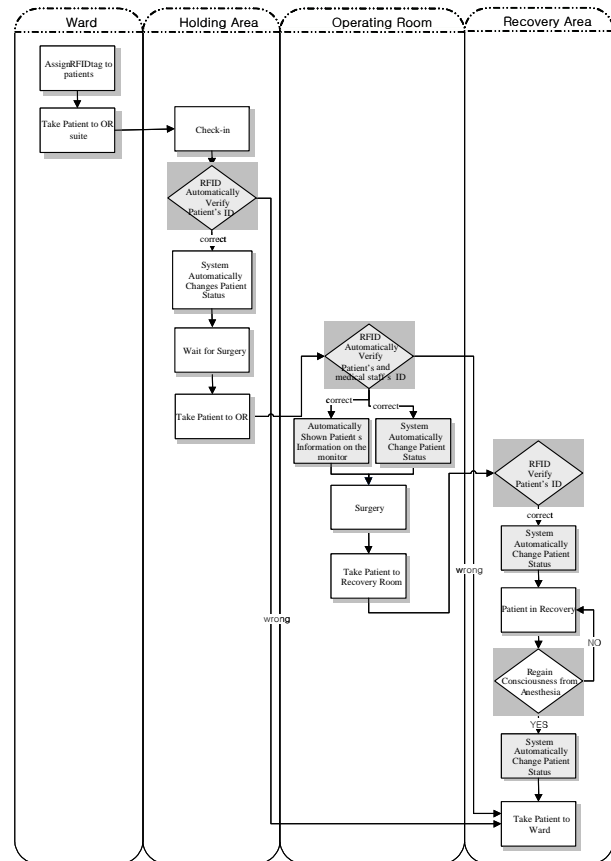 Ward
Holding Area
Operating Room
Recovery Area
AssignRFIDtag to
patients
Take Patient to OR
suite
Check-in
RFID
Automatically
Verify
Patient's ID
correct
System
Automatically
Changes Patient
Status
Wait for Surgery
Take Patient to OR
wrong
RFID
Automatically
Verify
Patient's and
medical staff s ID
correct
correct
Automatically
Shown Patient s
Information on the
monitor
System
Automatically
Change Patient
Status
Surgery
Take Patient to
Recovery Room
wrong
RFID
Verify
Patient's ID
correct
System
Automatically
Change Patient
Status
Patient in Recovery
NO
Regain
Consciousness from
Anesthesia
YES
System
Automatically
Change Patient
Status
Take Patient to
Ward